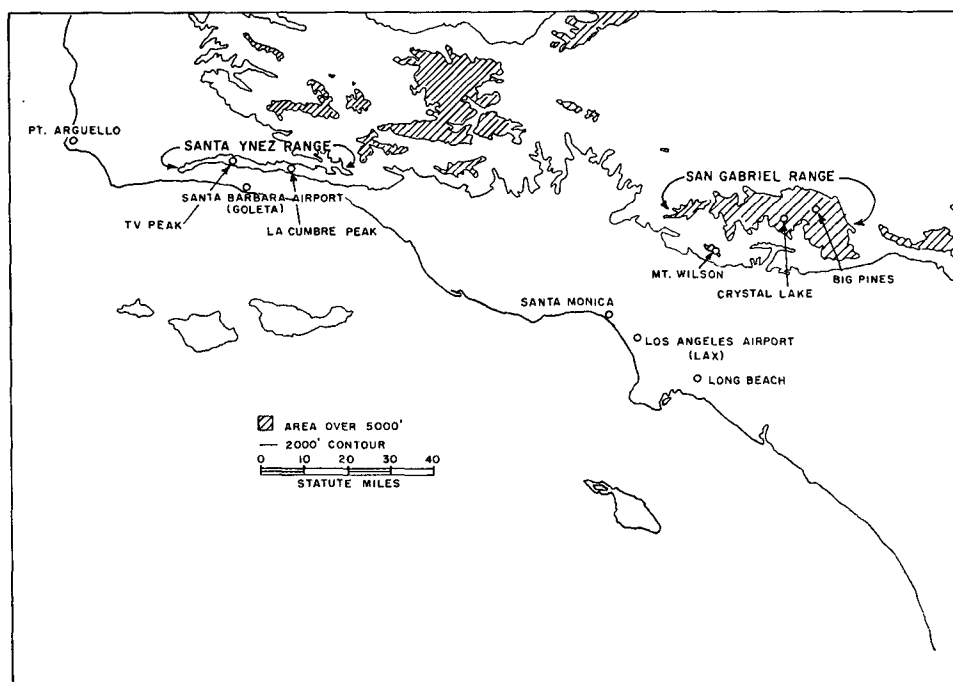 PT. ARGUELLO
SANTA YNEZ RANGE
SANTA BARBARA AIRPORT
(GOLETA)
TV PEAK
LA CUMBRE PEAK
SAN GABRIEL RANGE
MT. WILSON
CRYSTAL LAKE
BIG PINES
SANTA MONICA
LOS ANGELES AIRPORT
(LAX)
LONG BEACH
AREA OVER 5000'
2000' CONTOUR
0 10 20 30 40
STATUTE MILES